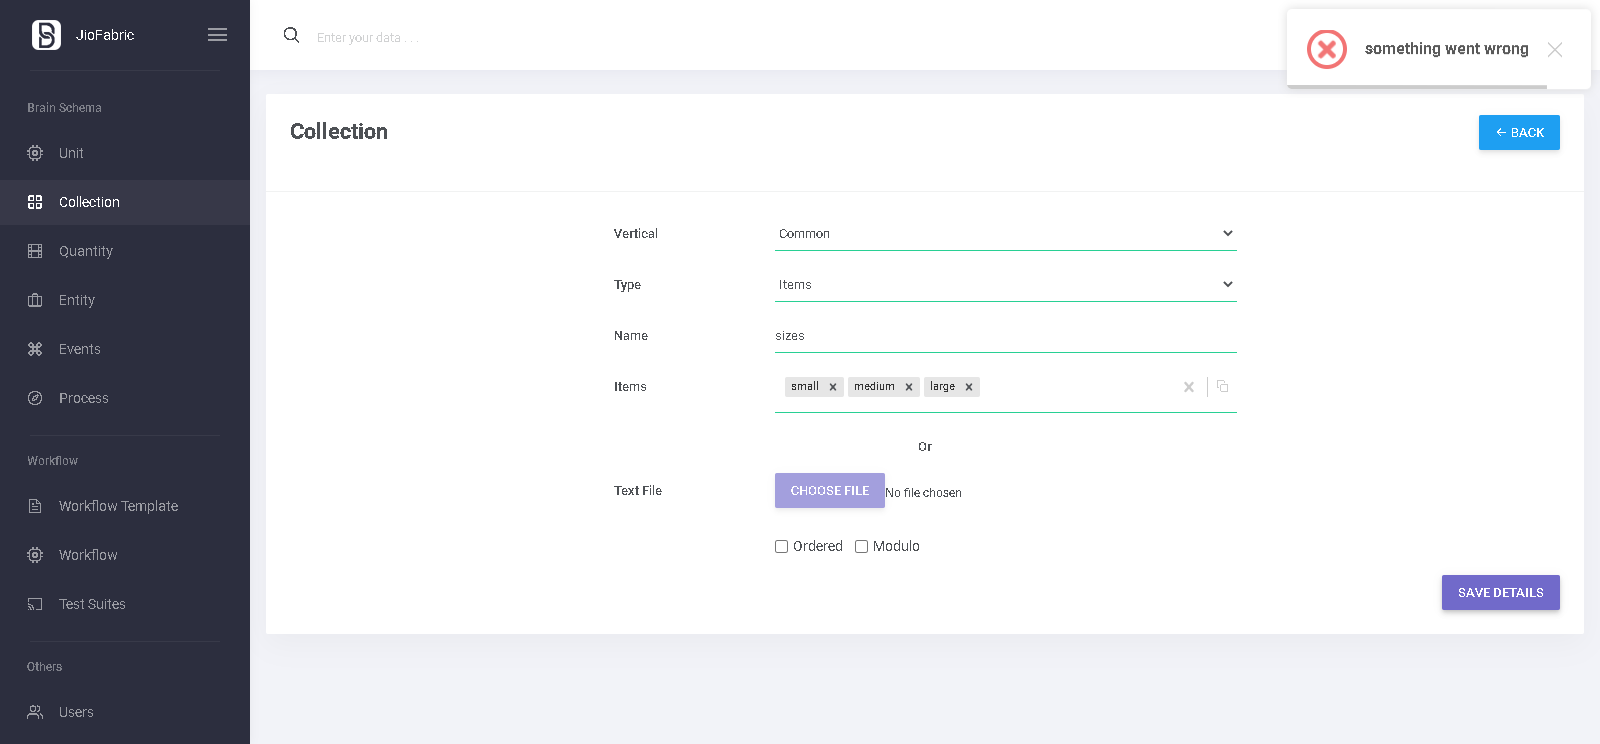 JioFabric
Enter your data . . .
something went wrong
Brain Schema
Unit
Collection
Quantity
Entity
Events
Process
Workflow
Workflow Template
Workflow
Test Suites
Others
Users
Collection
← BACK
Vertical Common
Type Items
Name sizes
Items small medium large
Or
Text File CHOOSE FILE No file chosen
Ordered Modulo
SAVE DETAILS